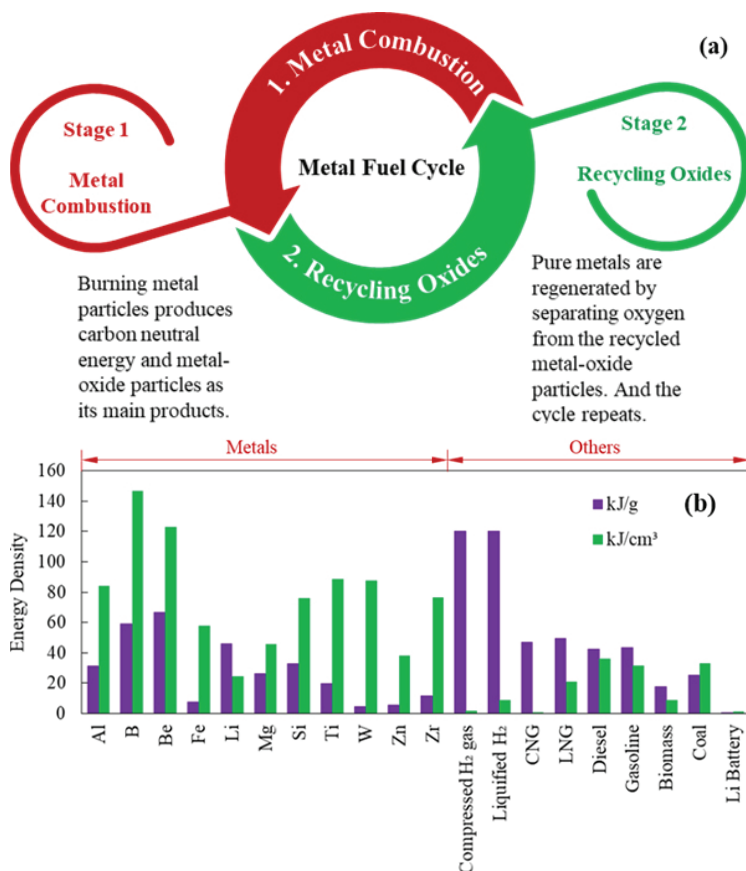 (a)
1. Metal Combustion
Stage 1
Metal
Combustion
Metal Fuel Cycle
Stage 2
Recycling Oxides
2. Recycling Oxides
Burning metal
particles produces
carbon neutral
energy and metal-
oxide particles as
its main products.
Pure metals are
regenerated by
separating oxygen
from the recycled
metal-oxide
particles. And the
cycle repeats.
Metals
Others
(b)
kJ/g
kJ/cm³
Energy Density
160
140
120
100
80
60
40
20
0
Al
B
Be
Fe
Li
Mg
Si
Ti
W
Zn
Zr
Compressed H₂ gas
Liquified H₂
CNG
LNG
Diesel
Gasoline
Biomass
Coal
Li Battery